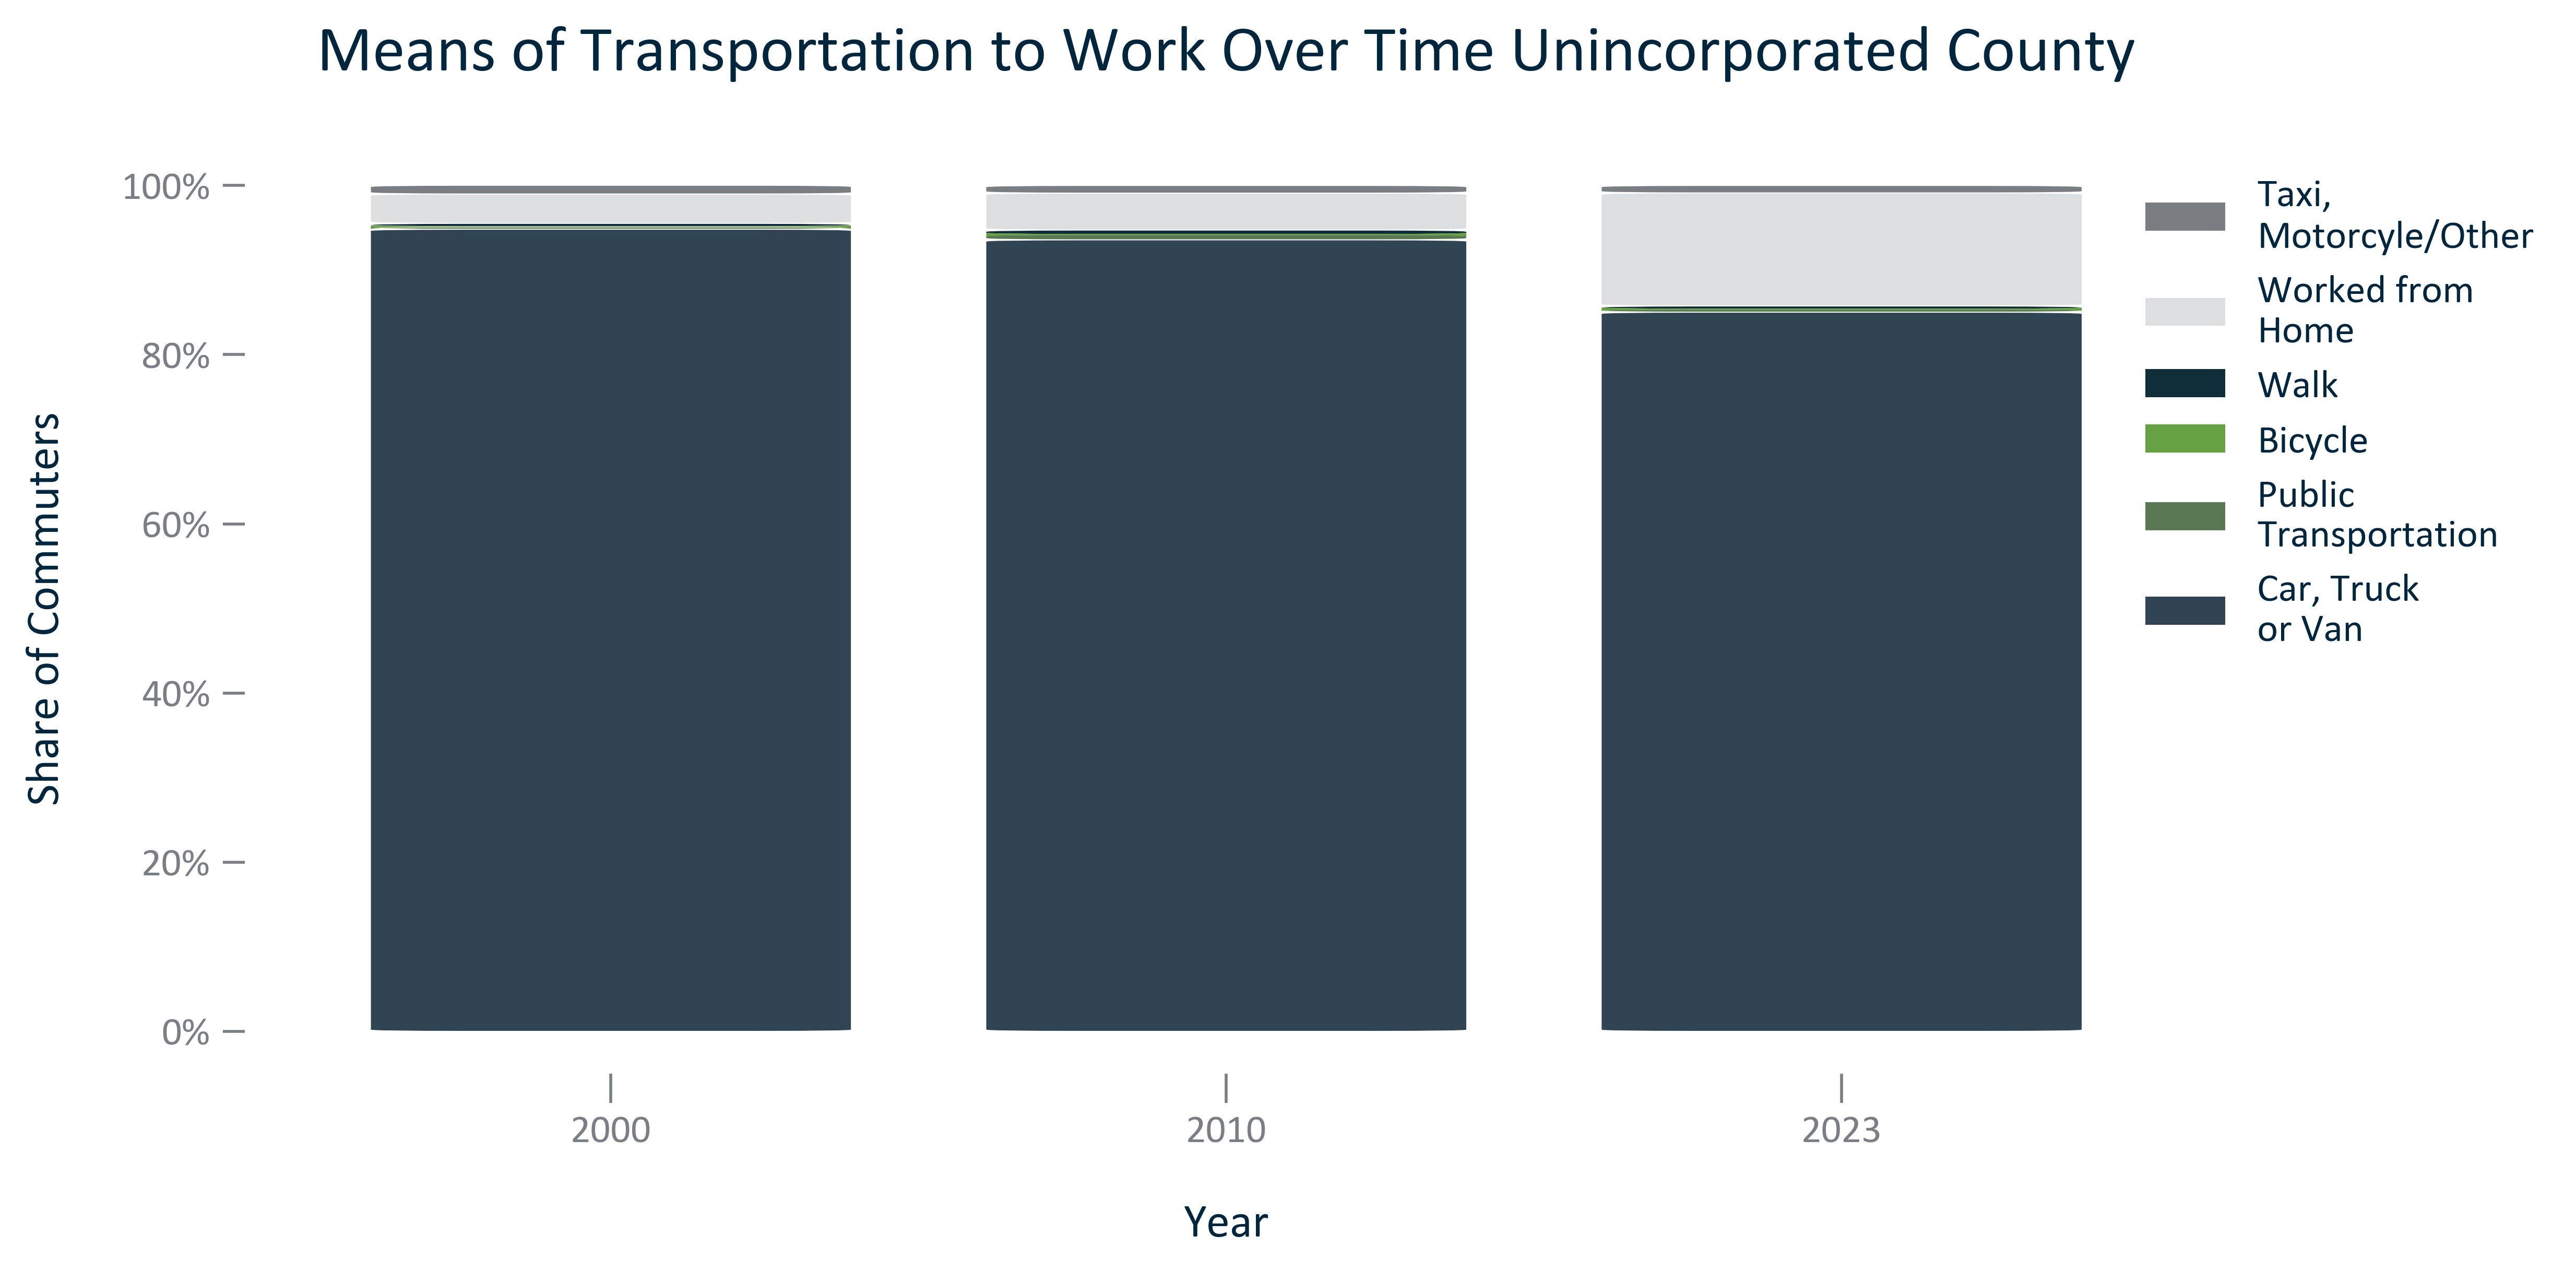 Means of Transportation to Work Over Time Unincorporated County
Share of Commuters
100%
80%
60%
40%
20%
0%
2000
2010
2023
Year
Taxi,
Motorcyle/Other
Worked from
Home
Walk
Bicycle
Public
Transportation
Car, Truck
or Van